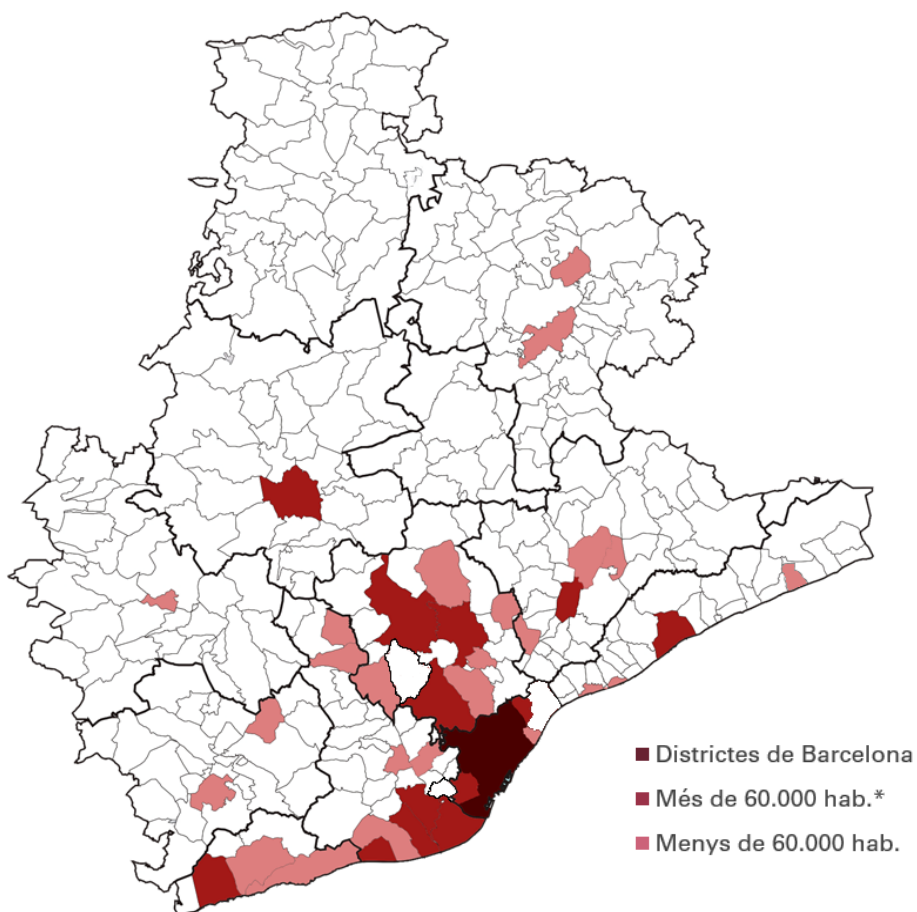 Districtes de Barcelona
Més de 60.000 hab.*
Menys de 60.000 hab.